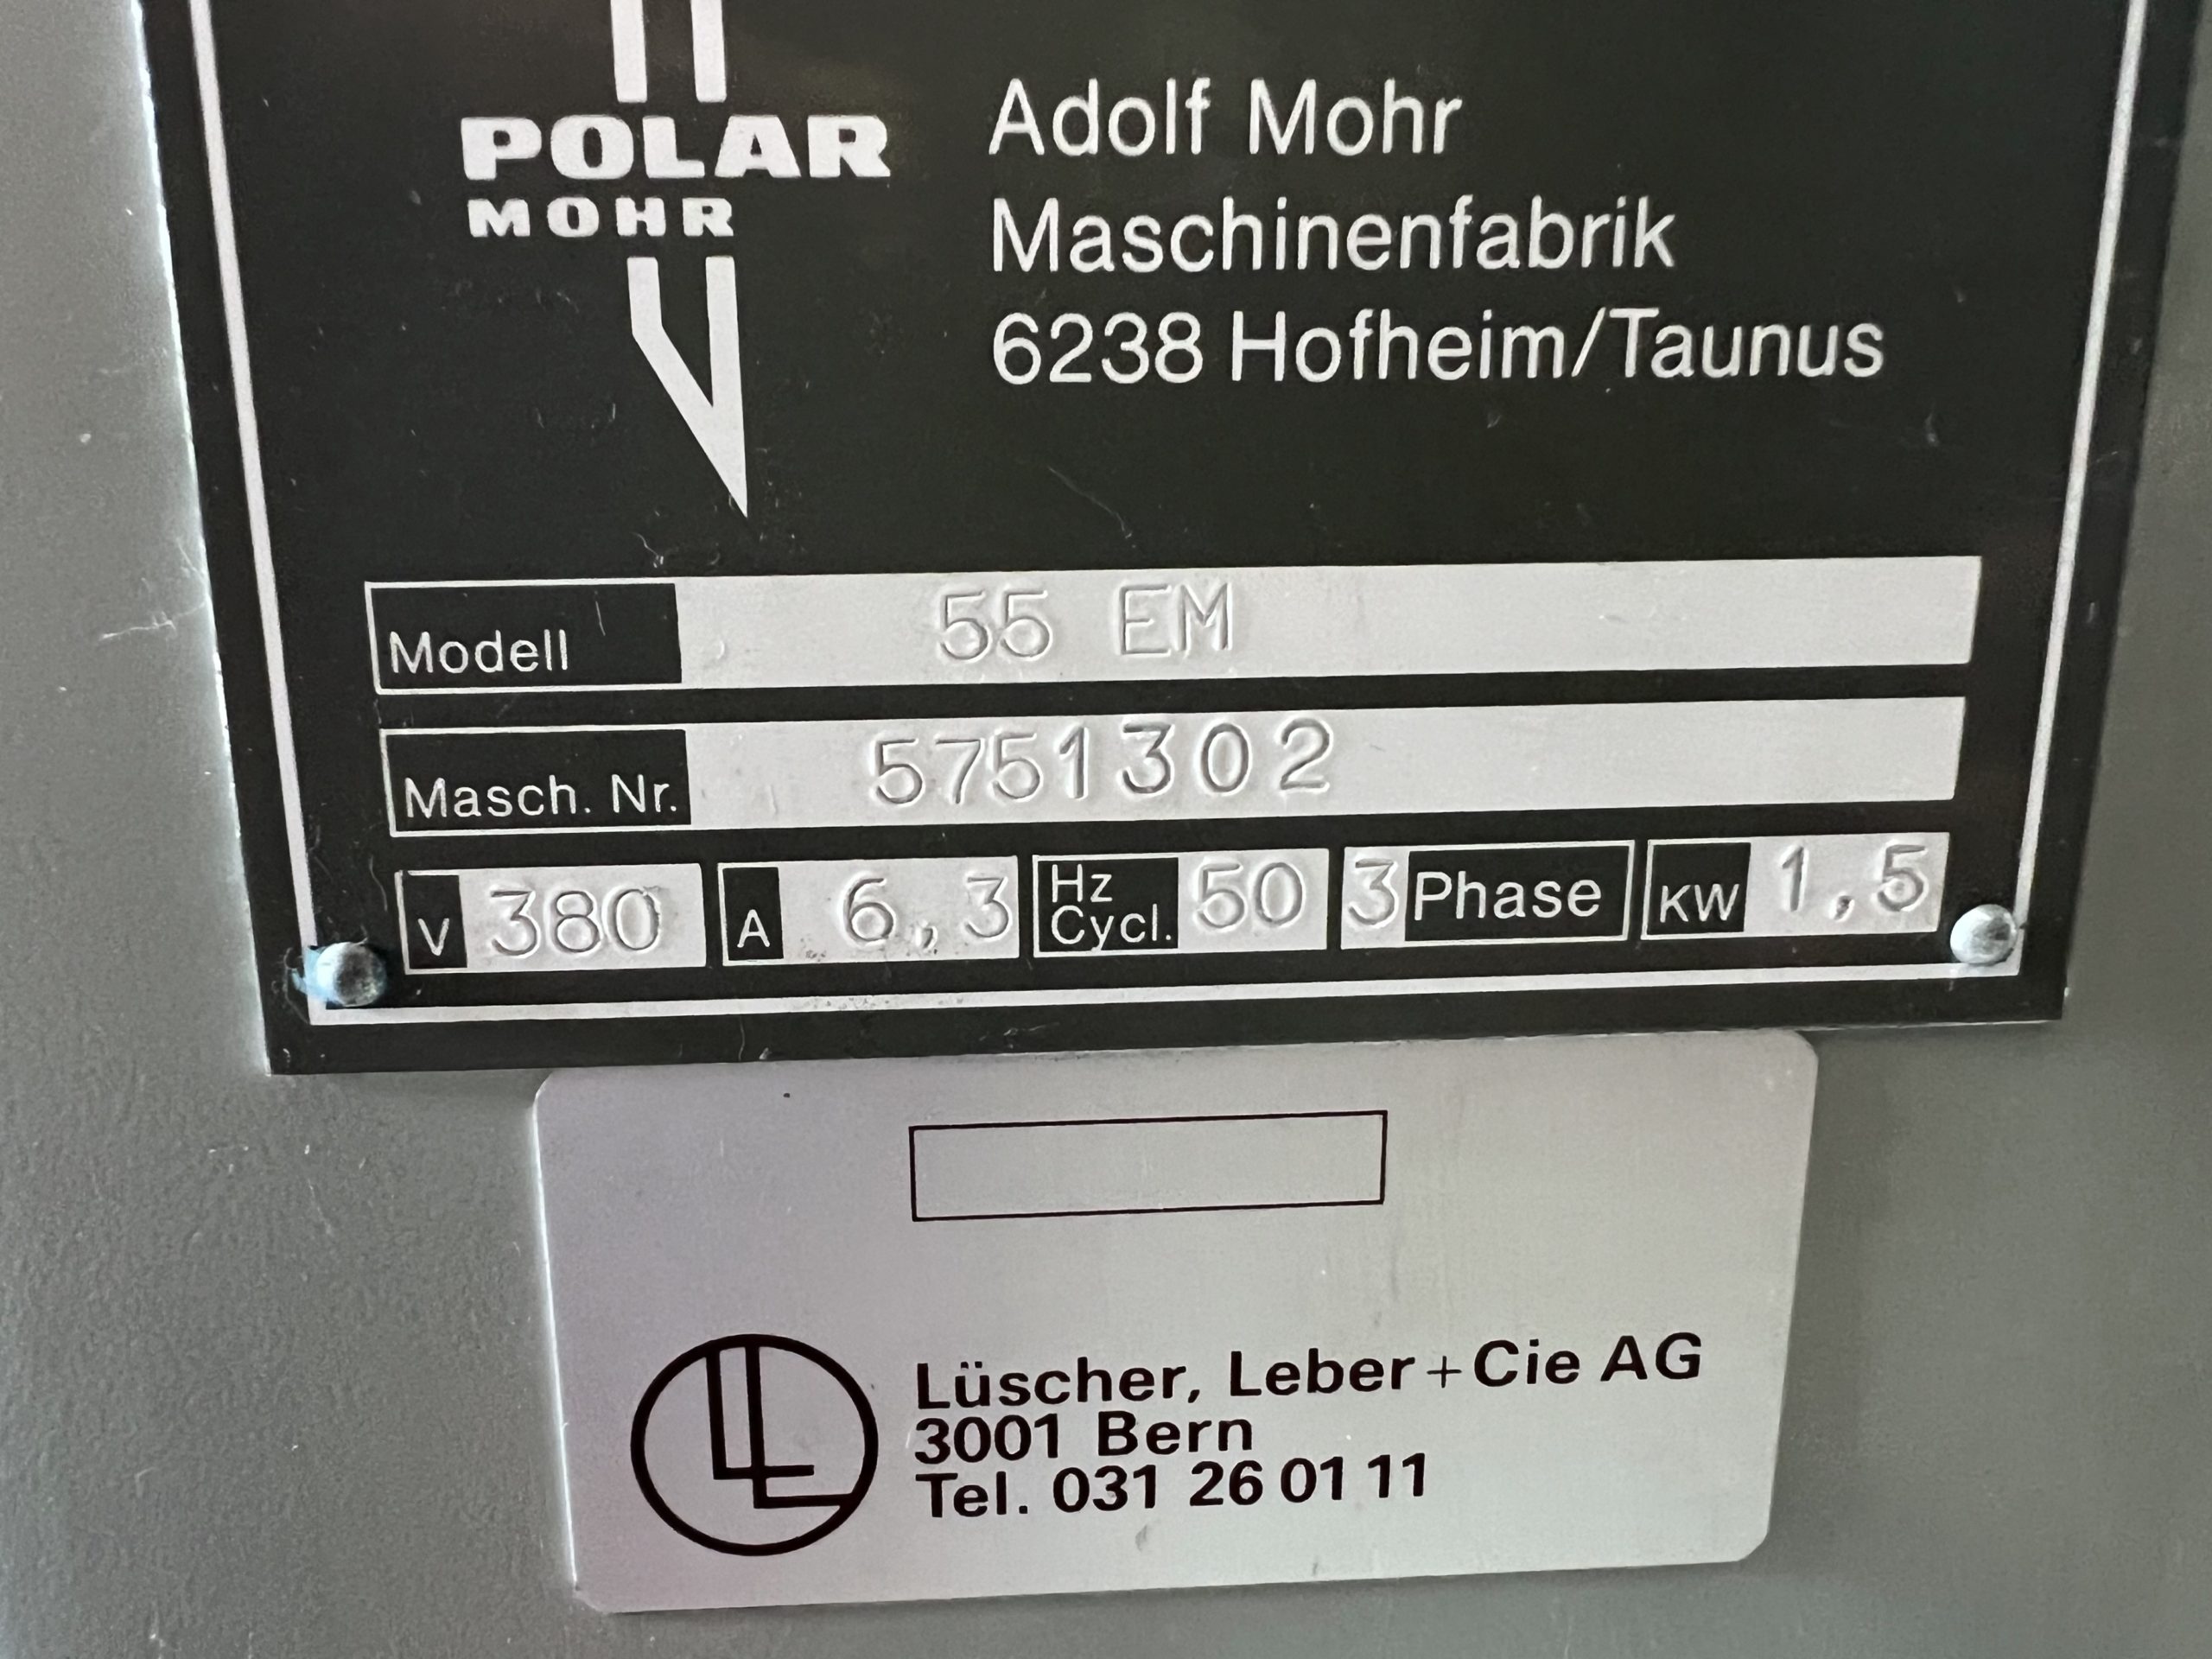 POLAR
MOHR
Adolf Mohr
Maschinenfabrik
6238 Hofheim/Taunus
Modell 55 EM
Masch. Nr. 5751302
V 380 A 6,3 Hz Cycl. 50 3 Phase KW 1,5
LL
Lüscher, Leber+Cie AG
3001 Bern
Tel. 031 26 01 11